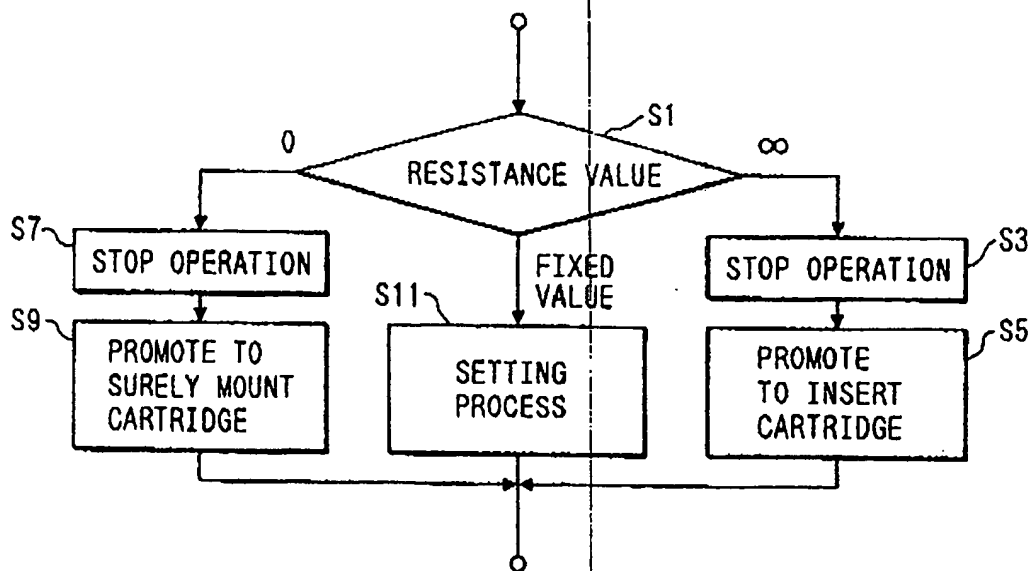 S1
0
∞
RESISTANCE VALUE
S7
STOP OPERATION
FIXED
VALUE
S3
STOP OPERATION
S9
PROMOTE TO
SURELY MOUNT
CARTRIDGE
S11
SETTING
PROCESS
S5
PROMOTE
TO INSERT
CARTRIDGE